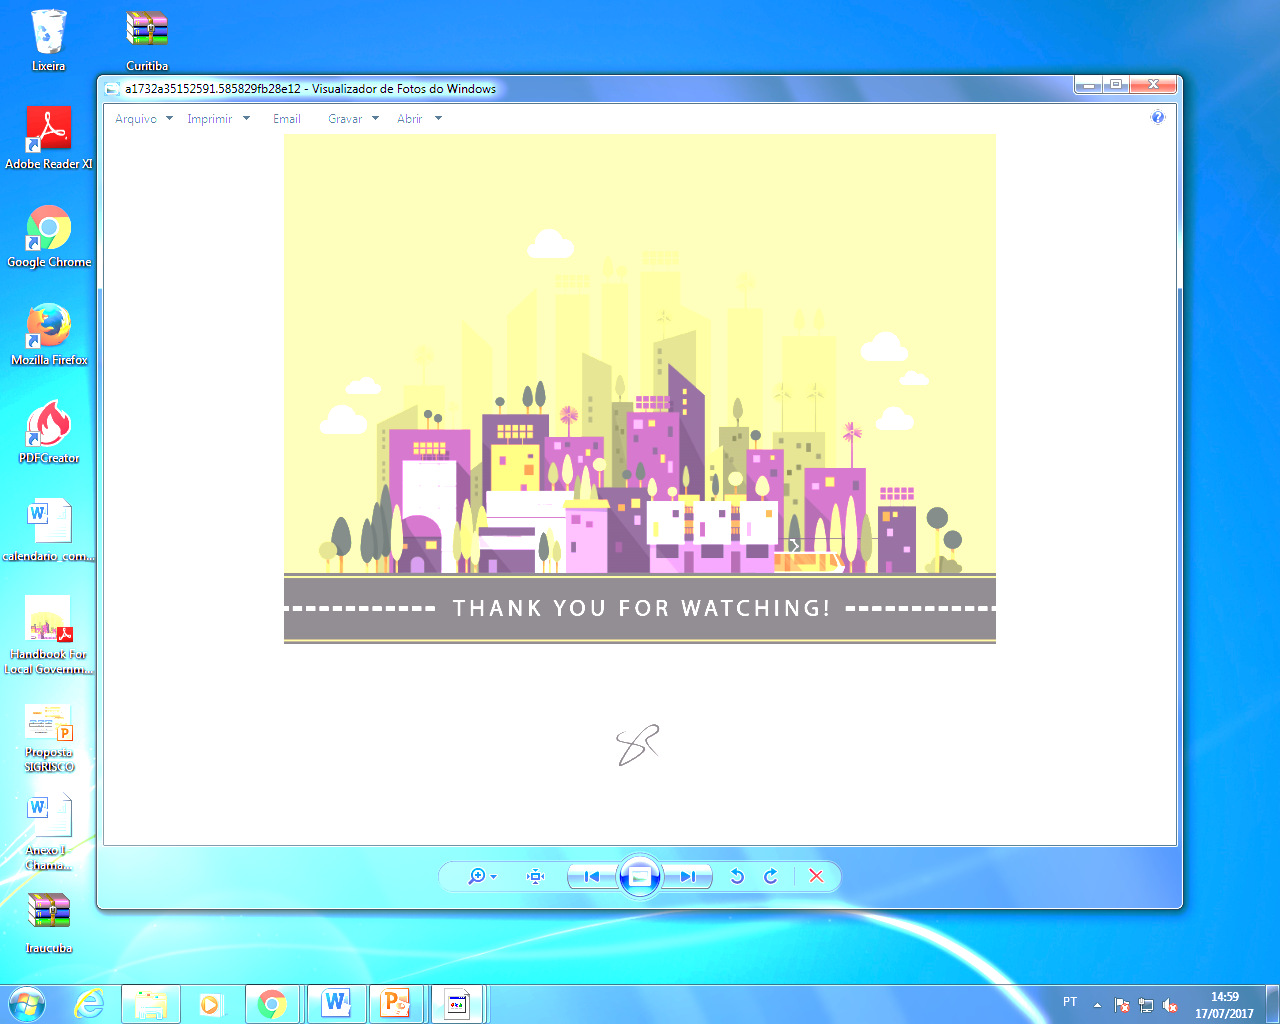 Lixeira
Curitiba
a1732a35152591.585829fb28e12 - Visualizador de Fotos do Windows
Arquivo
Imprimir
Email
Gravar
Abrir
Adobe Reader XI
Google Chrome
Mozilla Firefox
PDFCreator
calendario_com...
Handbook For
Local Governm...
Proposta
SIGRISCO
Anexo I -
Chama...
Iraucuba
THANK YOU FOR WATCHING!
PT
14:59
17/07/2017